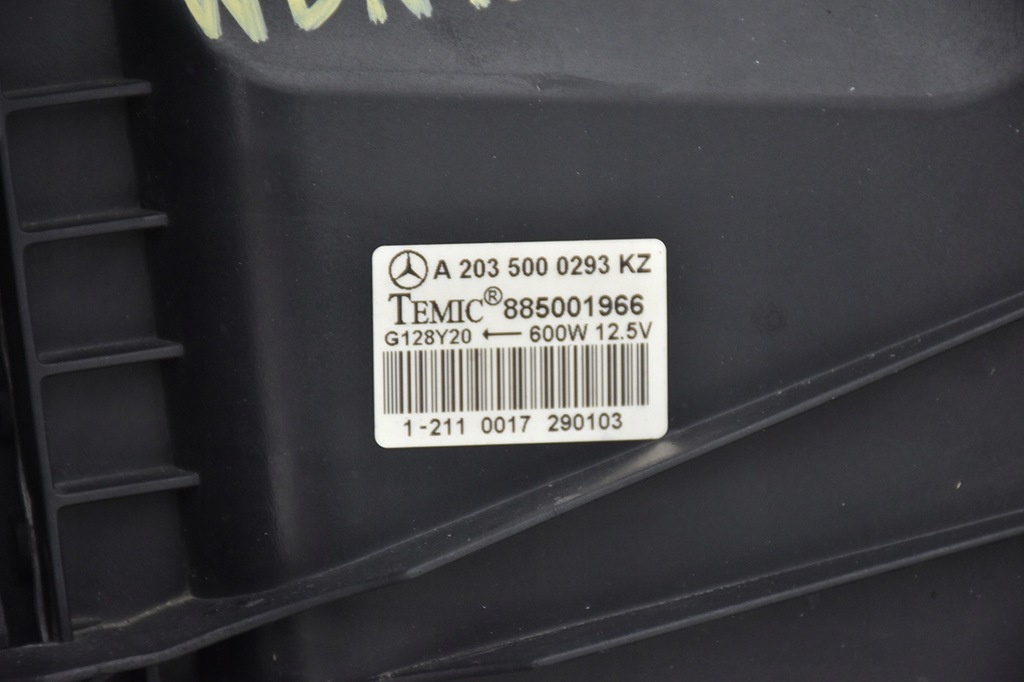 A 203 500 0293 KZ
TEMIC® 885001966
G128Y20 ← 600W 12.5V
1-211 0017 290103